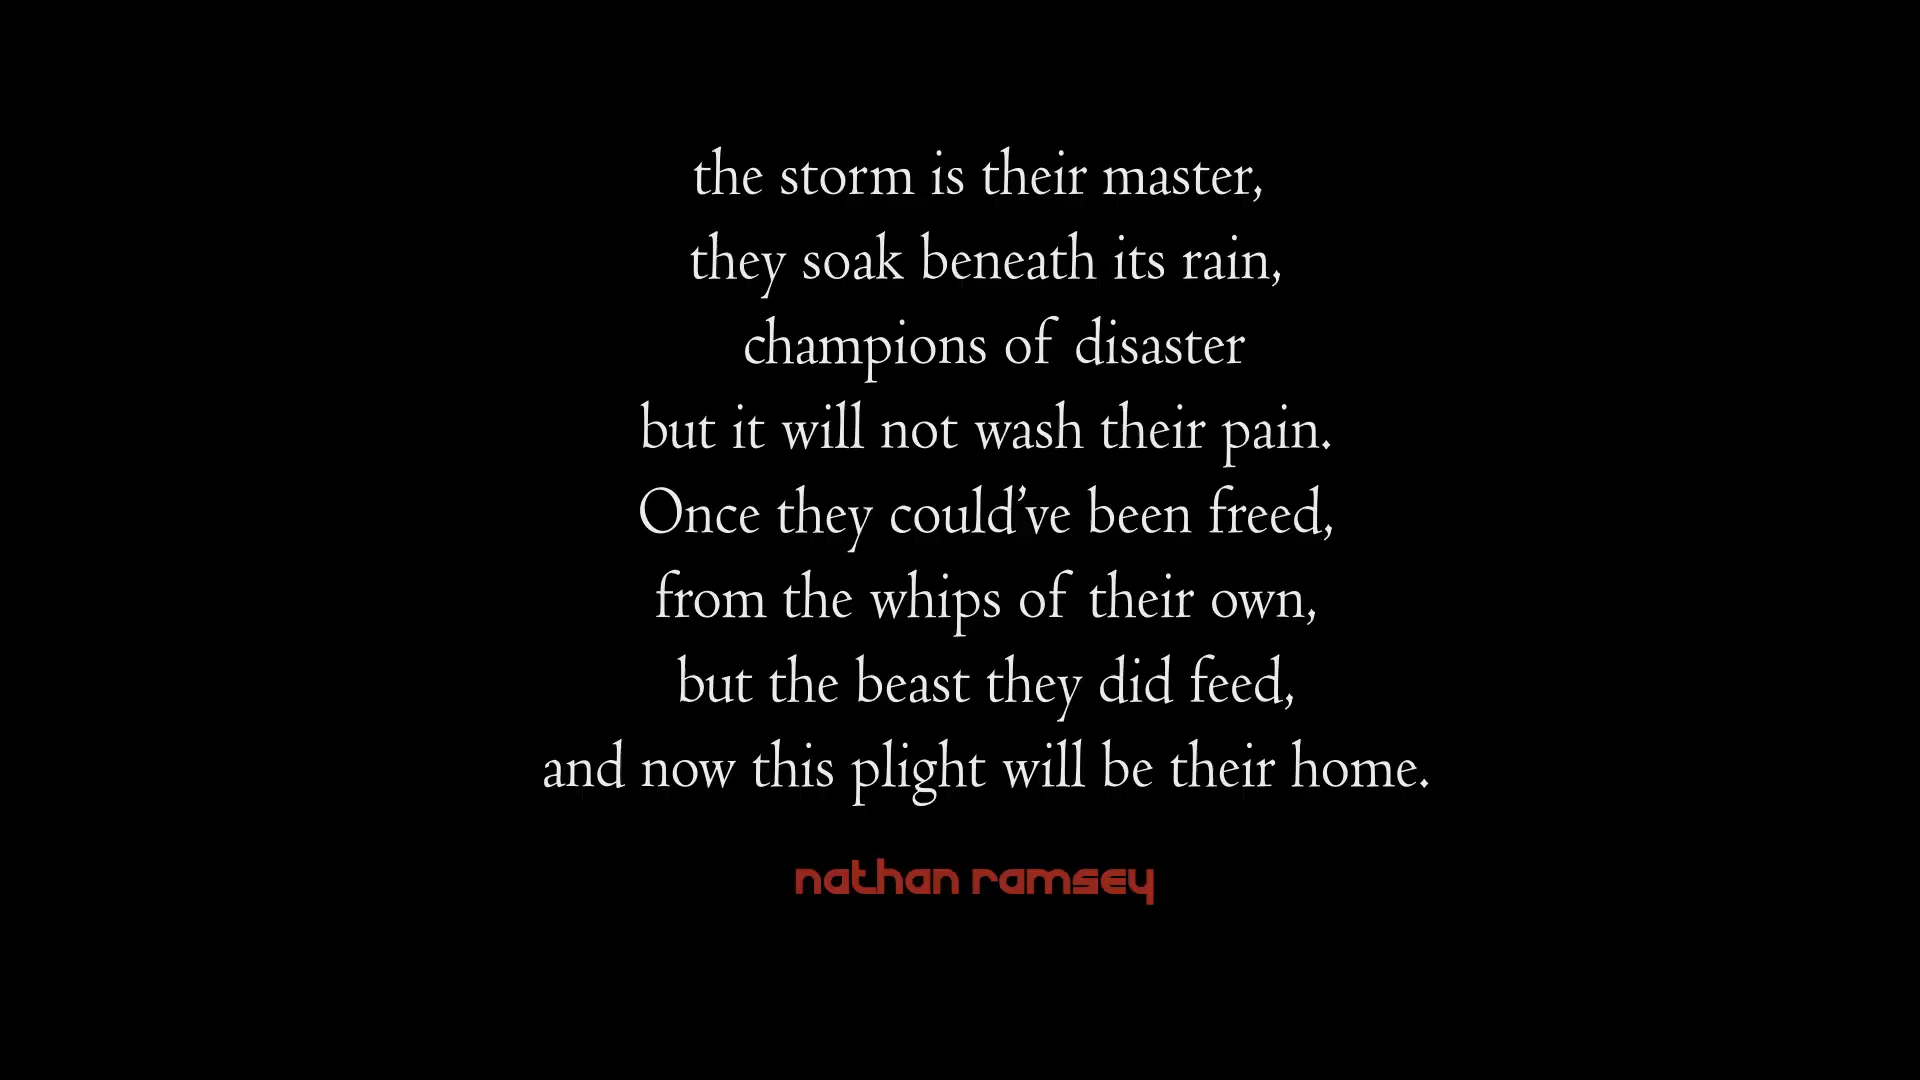 the storm is their master,
they soak beneath its rain,
champions of disaster
but it will not wash their pain.
Once they could’ve been freed,
from the whips of their own,
but the beast they did feed,
and now this plight will be their home.
nathan ramsey